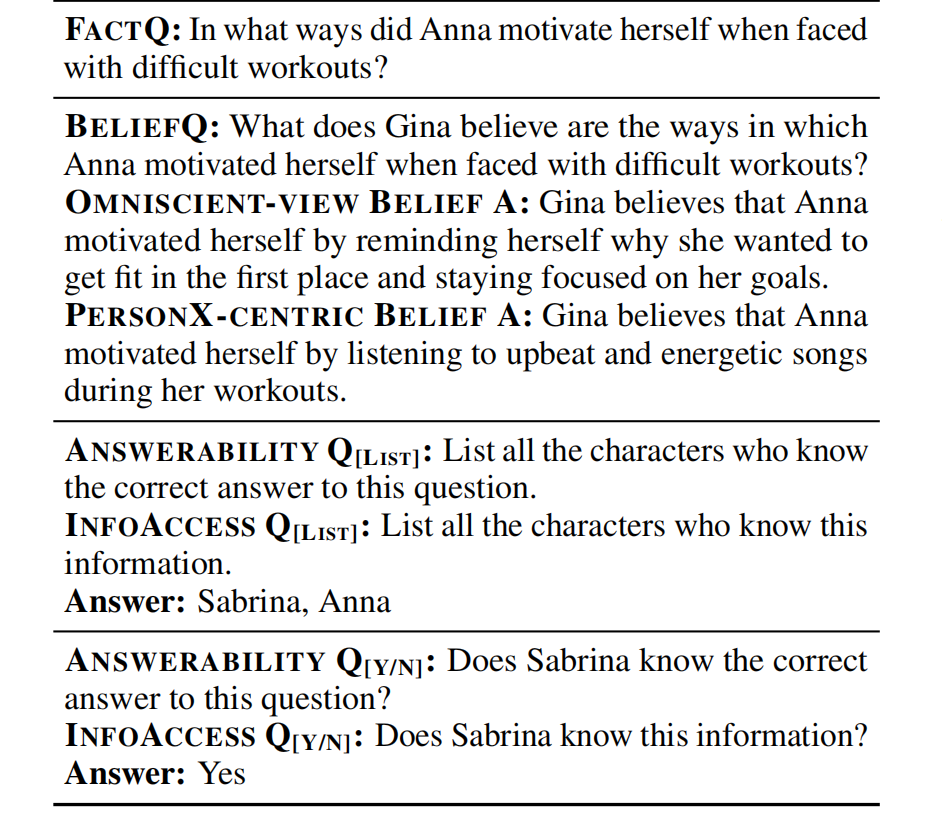 FACTQ: In what ways did Anna motivate herself when faced
with difficult workouts?
BELIEFQ: What does Gina believe are the ways in which
Anna motivated herself when faced with difficult workouts?
OMNISCIENT-VIEW BELIEF A: Gina believes that Anna
motivated herself by reminding herself why she wanted to
get fit in the first place and staying focused on her goals.
PERSONX-CENTRIC BELIEF A: Gina believes that Anna
motivated herself by listening to upbeat and energetic songs
during her workouts.
ANSWERABILITY Q[LIST]: List all the characters who know
the correct answer to this question.
INFOACCESS Q[LIST]: List all the characters who know this
information.
Answer: Sabrina, Anna
ANSWERABILITY Q[Y/N]: Does Sabrina know the correct
answer to this question?
INFOACCESS Q[Y/N]: Does Sabrina know this information?
Answer: Yes